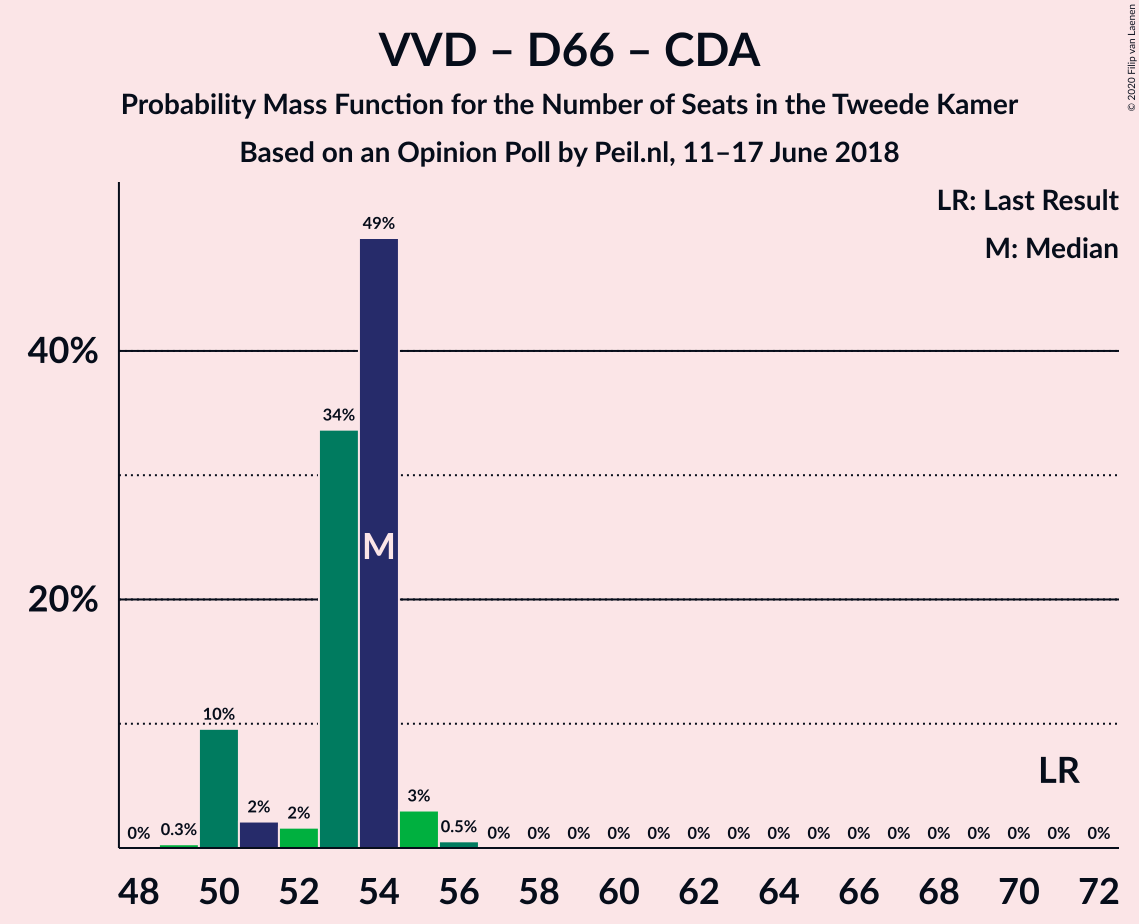 VVD – D66 – CDA
Probability Mass Function for the Number of Seats in the Tweede Kamer
Based on an Opinion Poll by Peil.nl, 11–17 June 2018
© 2020 Filip van Laenen
LR: Last Result
M: Median
49%
40%
34%
M
20%
10%
LR
0% 0.3% 2% 2% 3% 0.5% 0% 0% 0% 0% 0% 0% 0% 0% 0% 0% 0% 0% 0% 0% 0% 0%
48 50 52 54 56 58 60 62 64 66 68 70 72